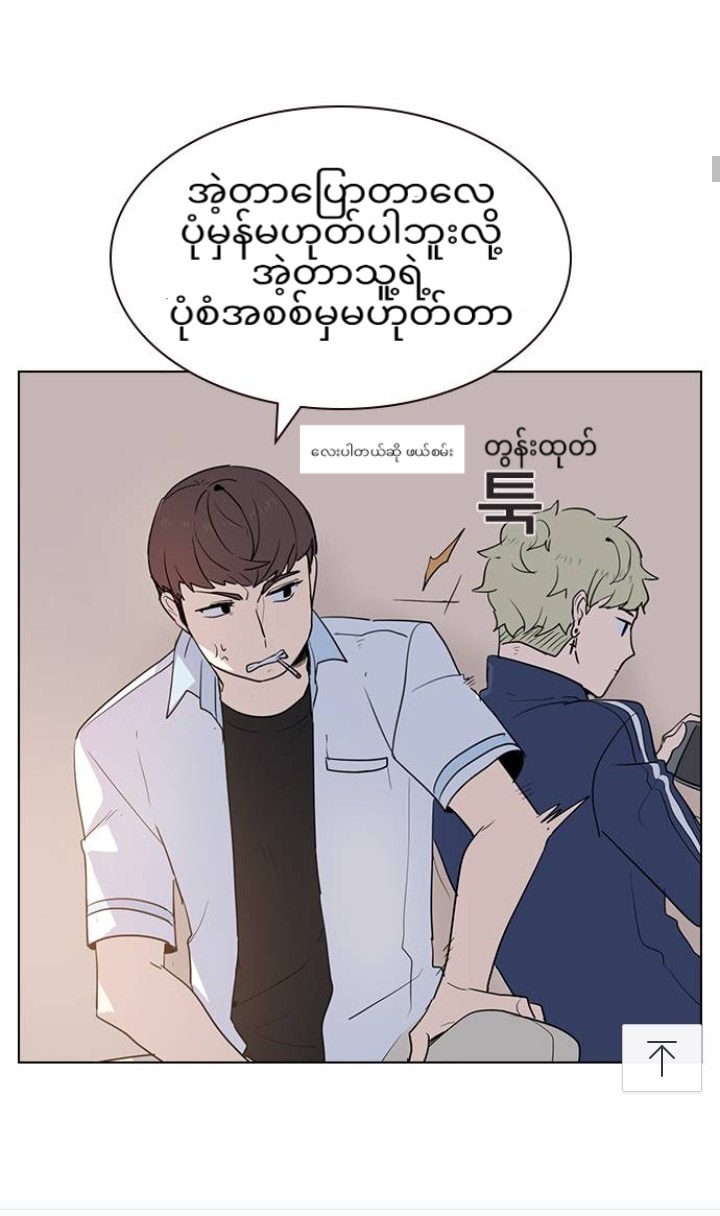 အဲ့တာပြောတာလေ
ပုံမှန်မဟုတ်ပါဘူးလို့
အဲ့တာသူ့ရဲ့
ပုံစံအစစ်မှမဟုတ်တာ
လေးပါတယ်ဆို ဖယ်စမ်း
တွန်းထုတ်
툭